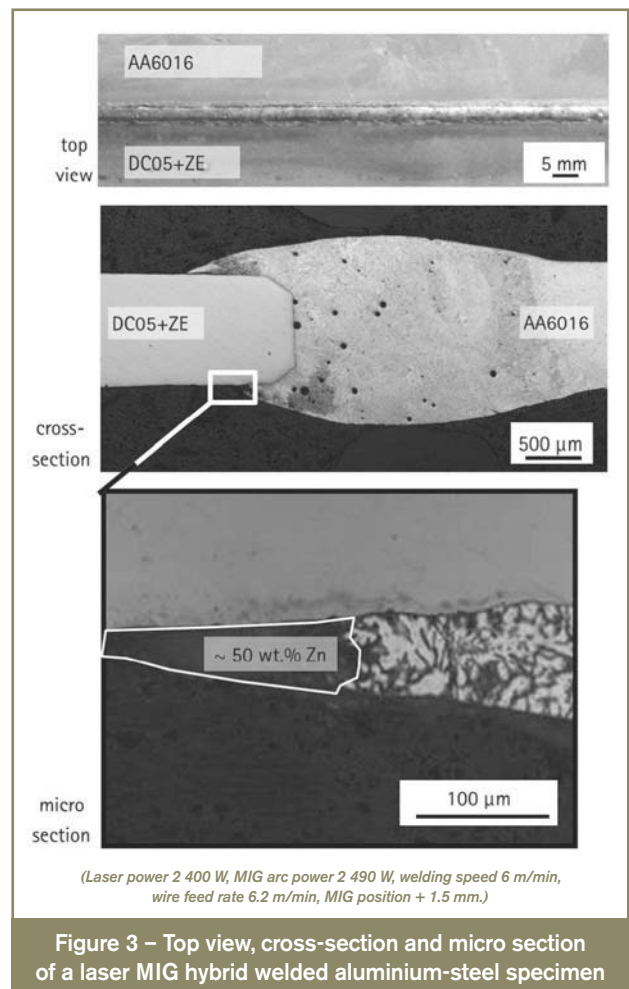 AA6016
top
view
DC05+ZE
5 mm
DC05+ZE
AA6016
cross-
section
500 µm
~ 50 wt.% Zn
100 µm
micro
section
(Laser power 2 400 W, MIG arc power 2 490 W, welding speed 6 m/min,
wire feed rate 6.2 m/min, MIG position + 1.5 mm.)
Figure 3 – Top view, cross-section and micro section
of a laser MIG hybrid welded aluminium-steel specimen